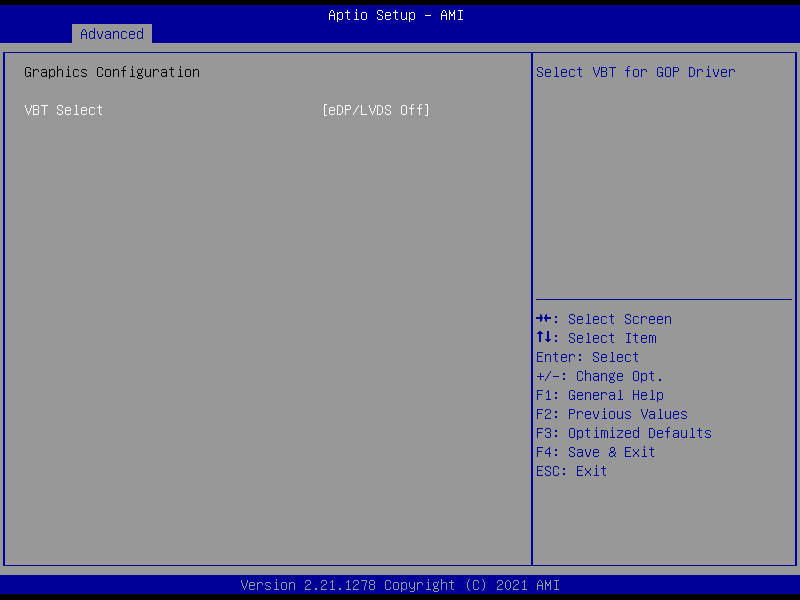 Aptio Setup – AMI
Advanced
Graphics Configuration
VBT Select [eDP/LVDS Off]
Select VBT for GOP Driver
→←: Select Screen
↑↓: Select Item
Enter: Select
+/-: Change Opt.
F1: General Help
F2: Previous Values
F3: Optimized Defaults
F4: Save & Exit
ESC: Exit
Version 2.21.1278 Copyright (C) 2021 AMI